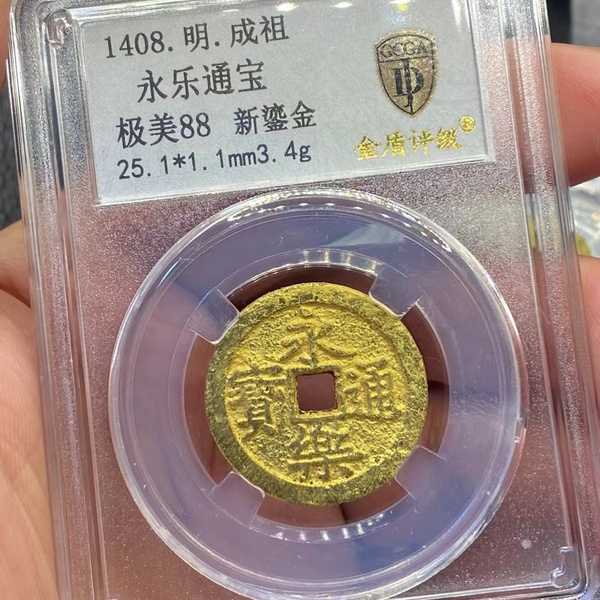 1408.明.成祖
永乐通宝
极美88 新鎏金
25.1*1.1mm3.4g
GCGA
金盾评级®
永樂通寶